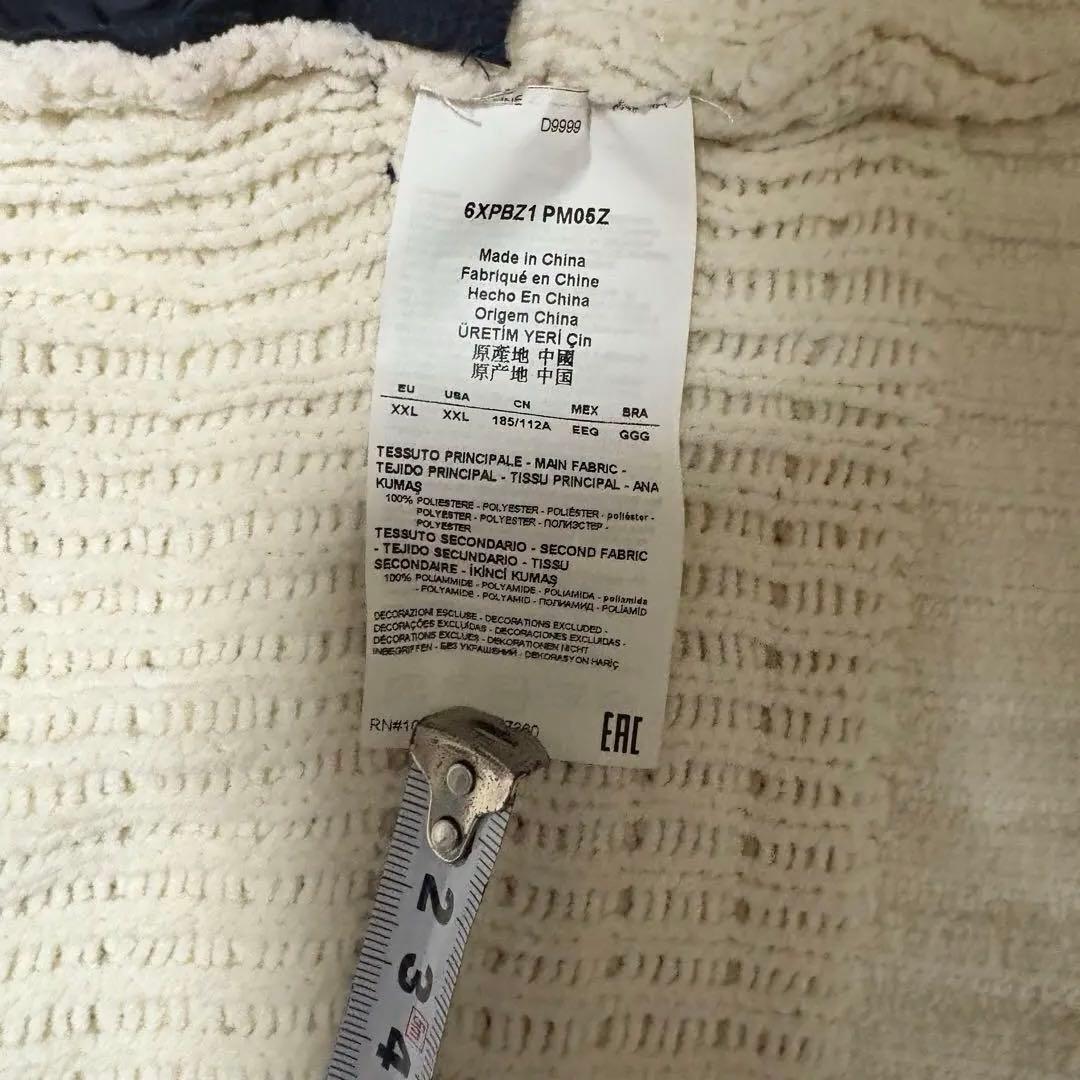 D9999
6XPBZ1 PM05Z
Made in China
Fabriqué en Chine
Hecho En China
Origem China
ÜRETİM YERİ Çin
原產地 中國
原产地 中国
EU USA CN MEX BRA
XXL XXL 185/112A EEG GGG
TESSUTO PRINCIPALE - MAIN FABRIC -
TEJIDO PRINCIPAL - TISSU PRINCIPAL - ANA
KUMAŞ
100% POLIESTERE - POLYESTER - POLIÉSTER - poliéster -
POLYESTER - POLYESTER - ПОЛИЭСТЕР -
POLYESTER
TESSUTO SECONDARIO - SECOND FABRIC
- TEJIDO SECUNDARIO - TISSU
SECONDAIRE - İKİNCİ KUMAŞ
100% POLIAMMIDE - POLYAMIDE - POLIAMIDA - poliamida
- POLYAMIDE - POLYAMID - ПОЛИАМИД - POLIAMID
DECORAZIONI ESCLUSE - DECORATIONS EXCLUDED -
DECORAÇÕES EXCLUÍDAS - DECORACIONES EXCLUIDAS -
DÉCORATIONS EXCLUES - DEKORATIONEN NICHT
INBEGRIFFEN - БЕЗ УКРАШЕНИЙ - DEKORASYON HARİÇ
EAC
2
3
4